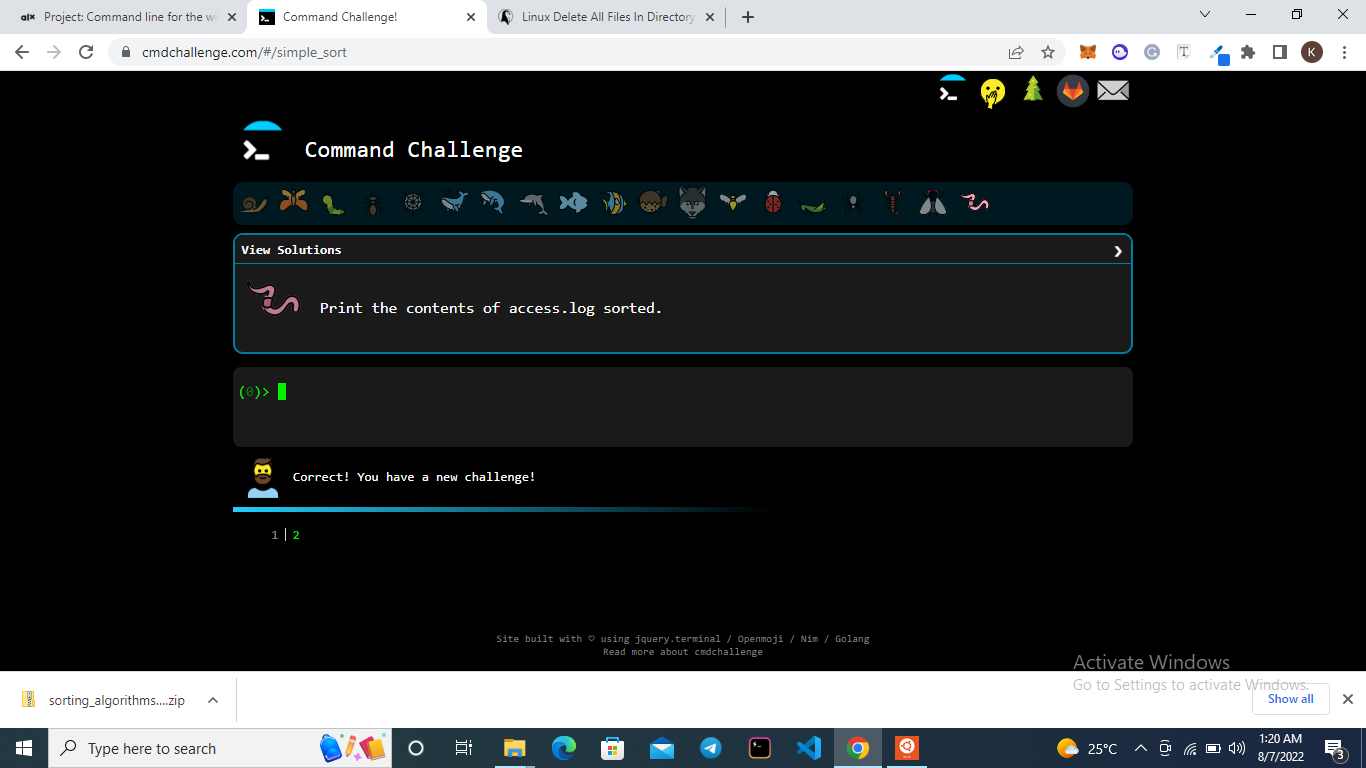 alx Project: Command line for the wi
Command Challenge!
Linux Delete All Files In Directory
cmdchallenge.com/#/simple_sort
K
Command Challenge
View Solutions
Print the contents of access.log sorted.
(0)>
Correct! You have a new challenge!
1 | 2
Site built with ♡ using jquery.terminal / Openmoji / Nim / Golang
Read more about cmdchallenge
Activate Windows
Go to Settings to activate Windows.
sorting_algorithms....zip
Show all
Type here to search
25°C
1:20 AM
8/7/2022
3